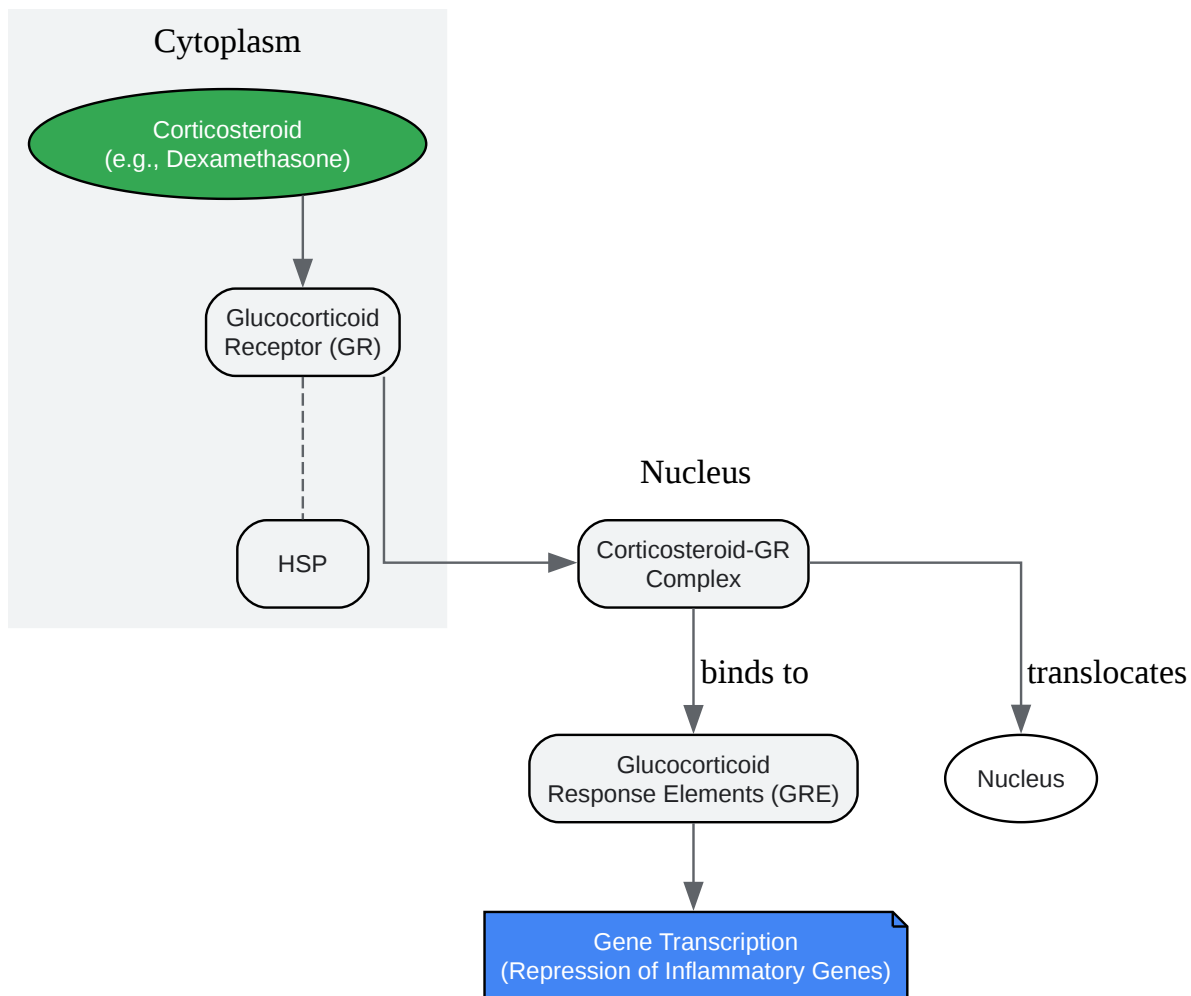 Cytoplasm
Corticosteroid
(e.g., Dexamethasone)
Glucocorticoid
Receptor (GR)
HSP
Nucleus
Corticosteroid-GR
Complex
binds to
translocates
Glucocorticoid
Response Elements (GRE)
Nucleus
Gene Transcription
(Repression of Inflammatory Genes)